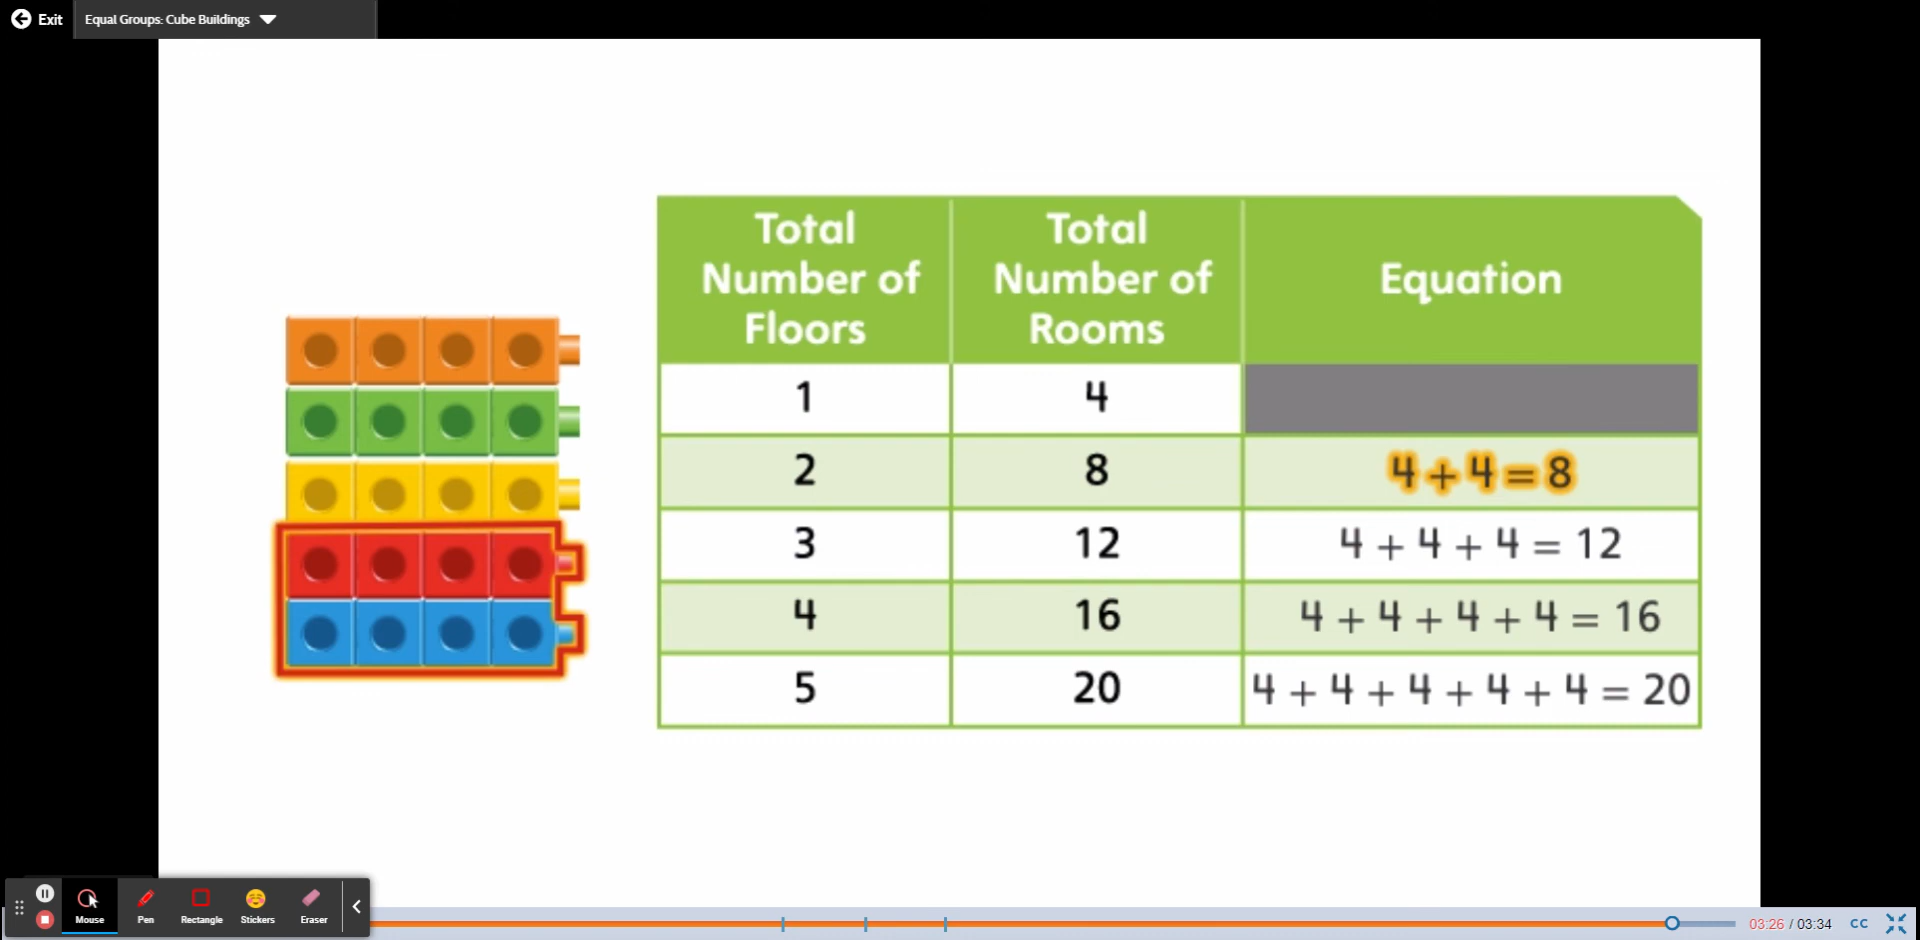 Exit
Equal Groups: Cube Buildings
Total Number of Floors
Total Number of Rooms
Equation
1 4
2 8 4 + 4 = 8
3 12 4 + 4 + 4 = 12
4 16 4 + 4 + 4 + 4 = 16
5 20 4 + 4 + 4 + 4 + 4 = 20
Mouse
Pen
Rectangle
Stickers
Eraser
03:26 / 03:34
CC